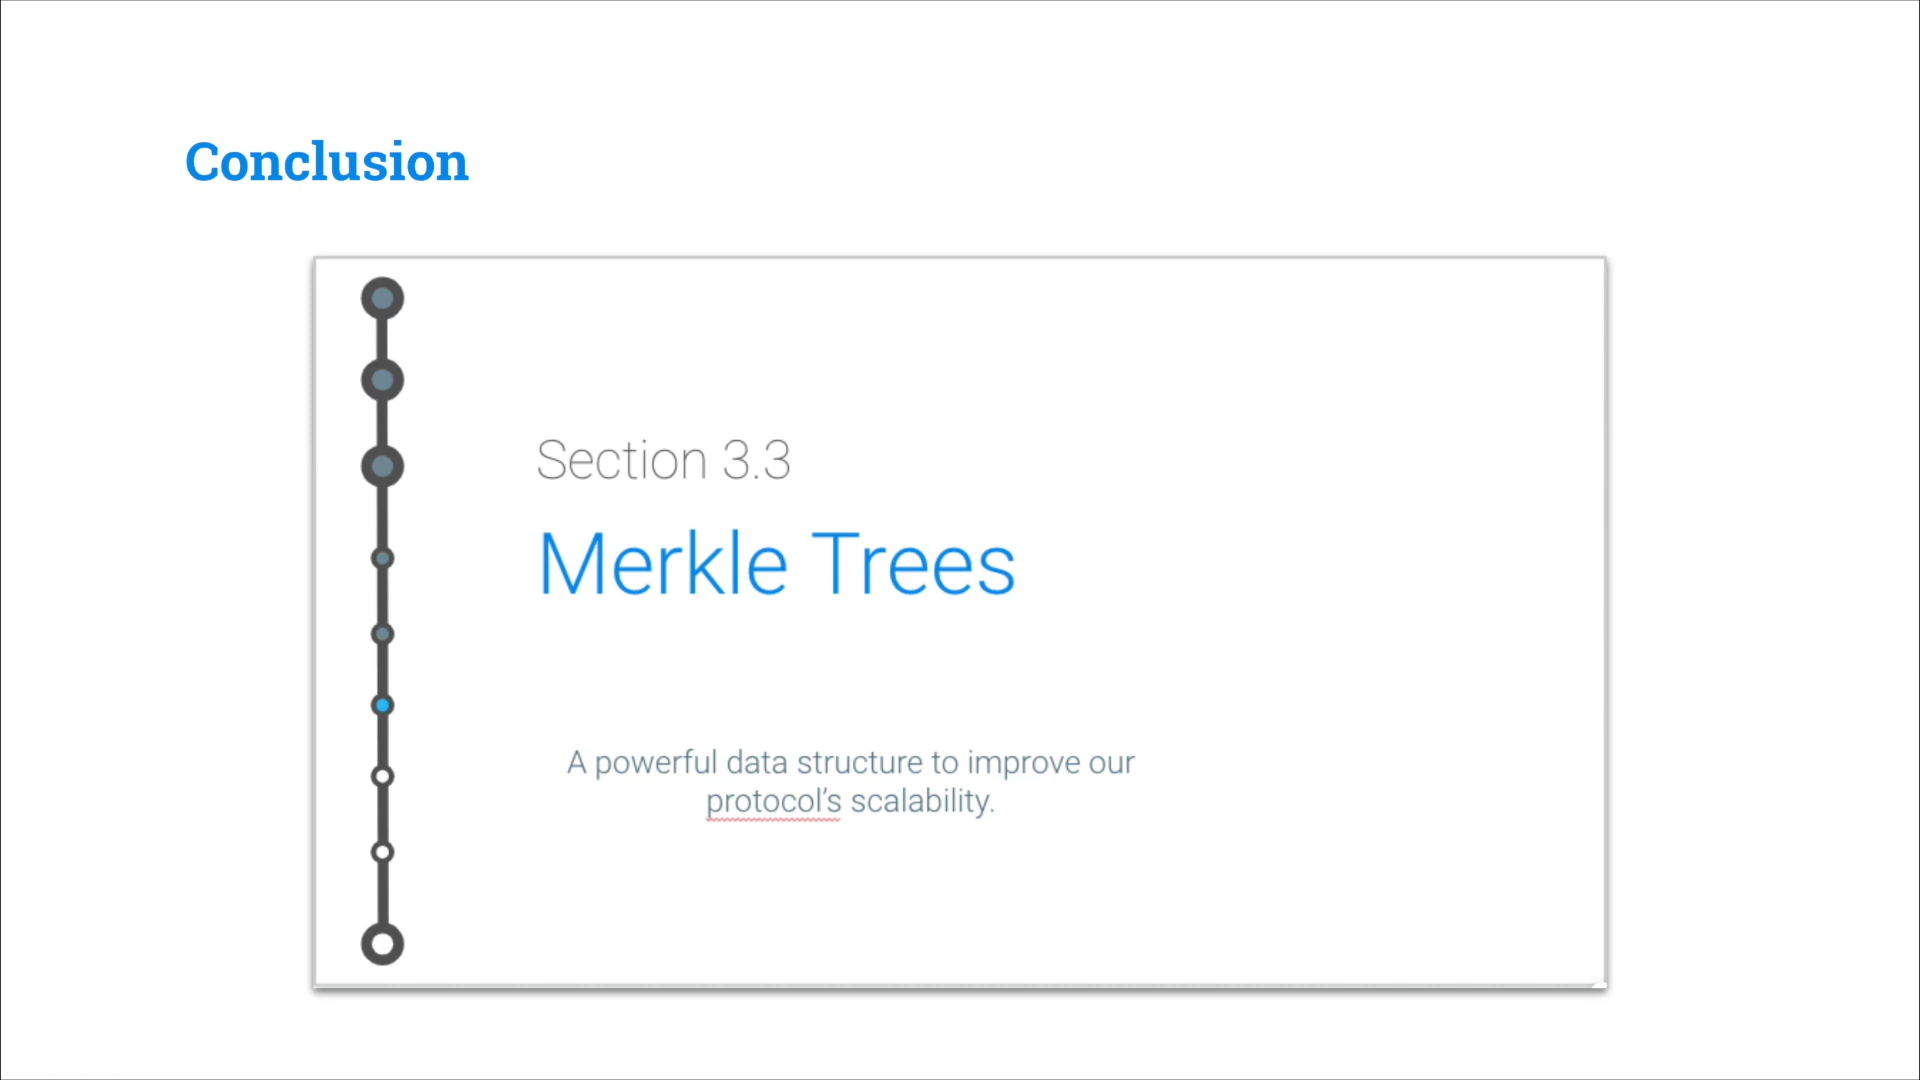 Conclusion
Section 3.3
Merkle Trees
A powerful data structure to improve our
protocol’s scalability.